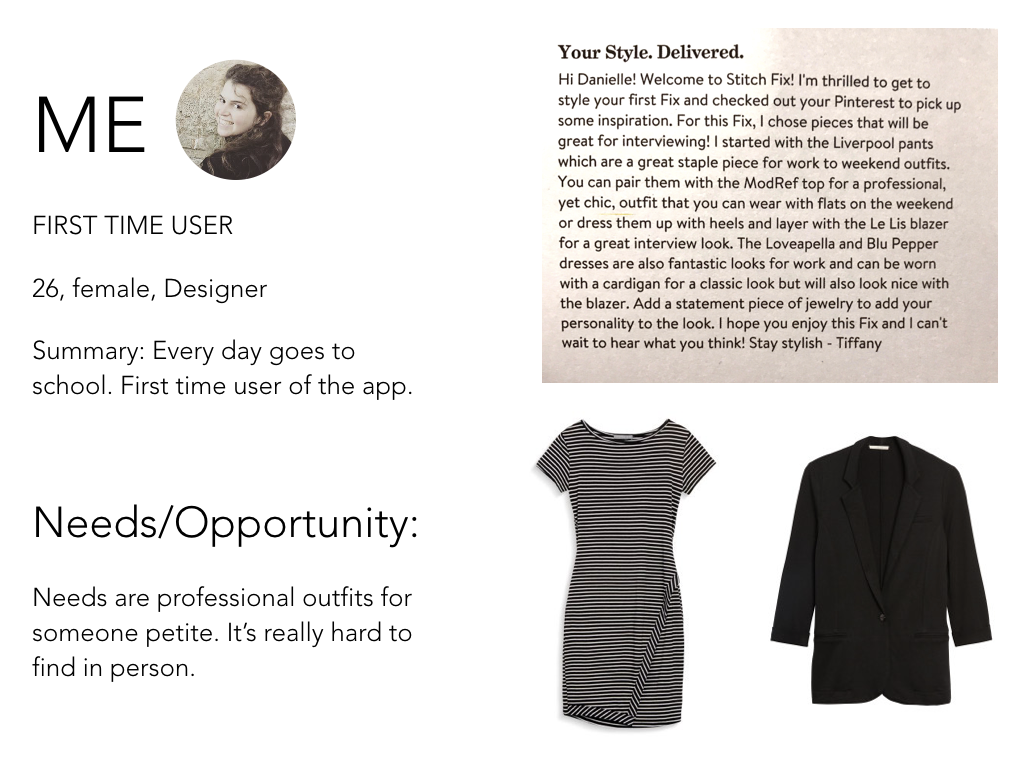 ME
FIRST TIME USER
26, female, Designer
Summary: Every day goes to
school. First time user of the app.
Needs/Opportunity:
Needs are professional outfits for
someone petite. It’s really hard to
find in person.
Your Style. Delivered.
Hi Danielle! Welcome to Stitch Fix! I'm thrilled to get to
style your first Fix and checked out your Pinterest to pick up
some inspiration. For this Fix, I chose pieces that will be
great for interviewing! I started with the Liverpool pants
which are a great staple piece for work to weekend outfits.
You can pair them with the ModRef top for a professional,
yet chic, outfit that you can wear with flats on the weekend
or dress them up with heels and layer with the Le Lis blazer
for a great interview look. The Loveapella and Blu Pepper
dresses are also fantastic looks for work and can be worn
with a cardigan for a classic look but will also look nice with
the blazer. Add a statement piece of jewelry to add your
personality to the look. I hope you enjoy this Fix and I can't
wait to hear what you think! Stay stylish - Tiffany